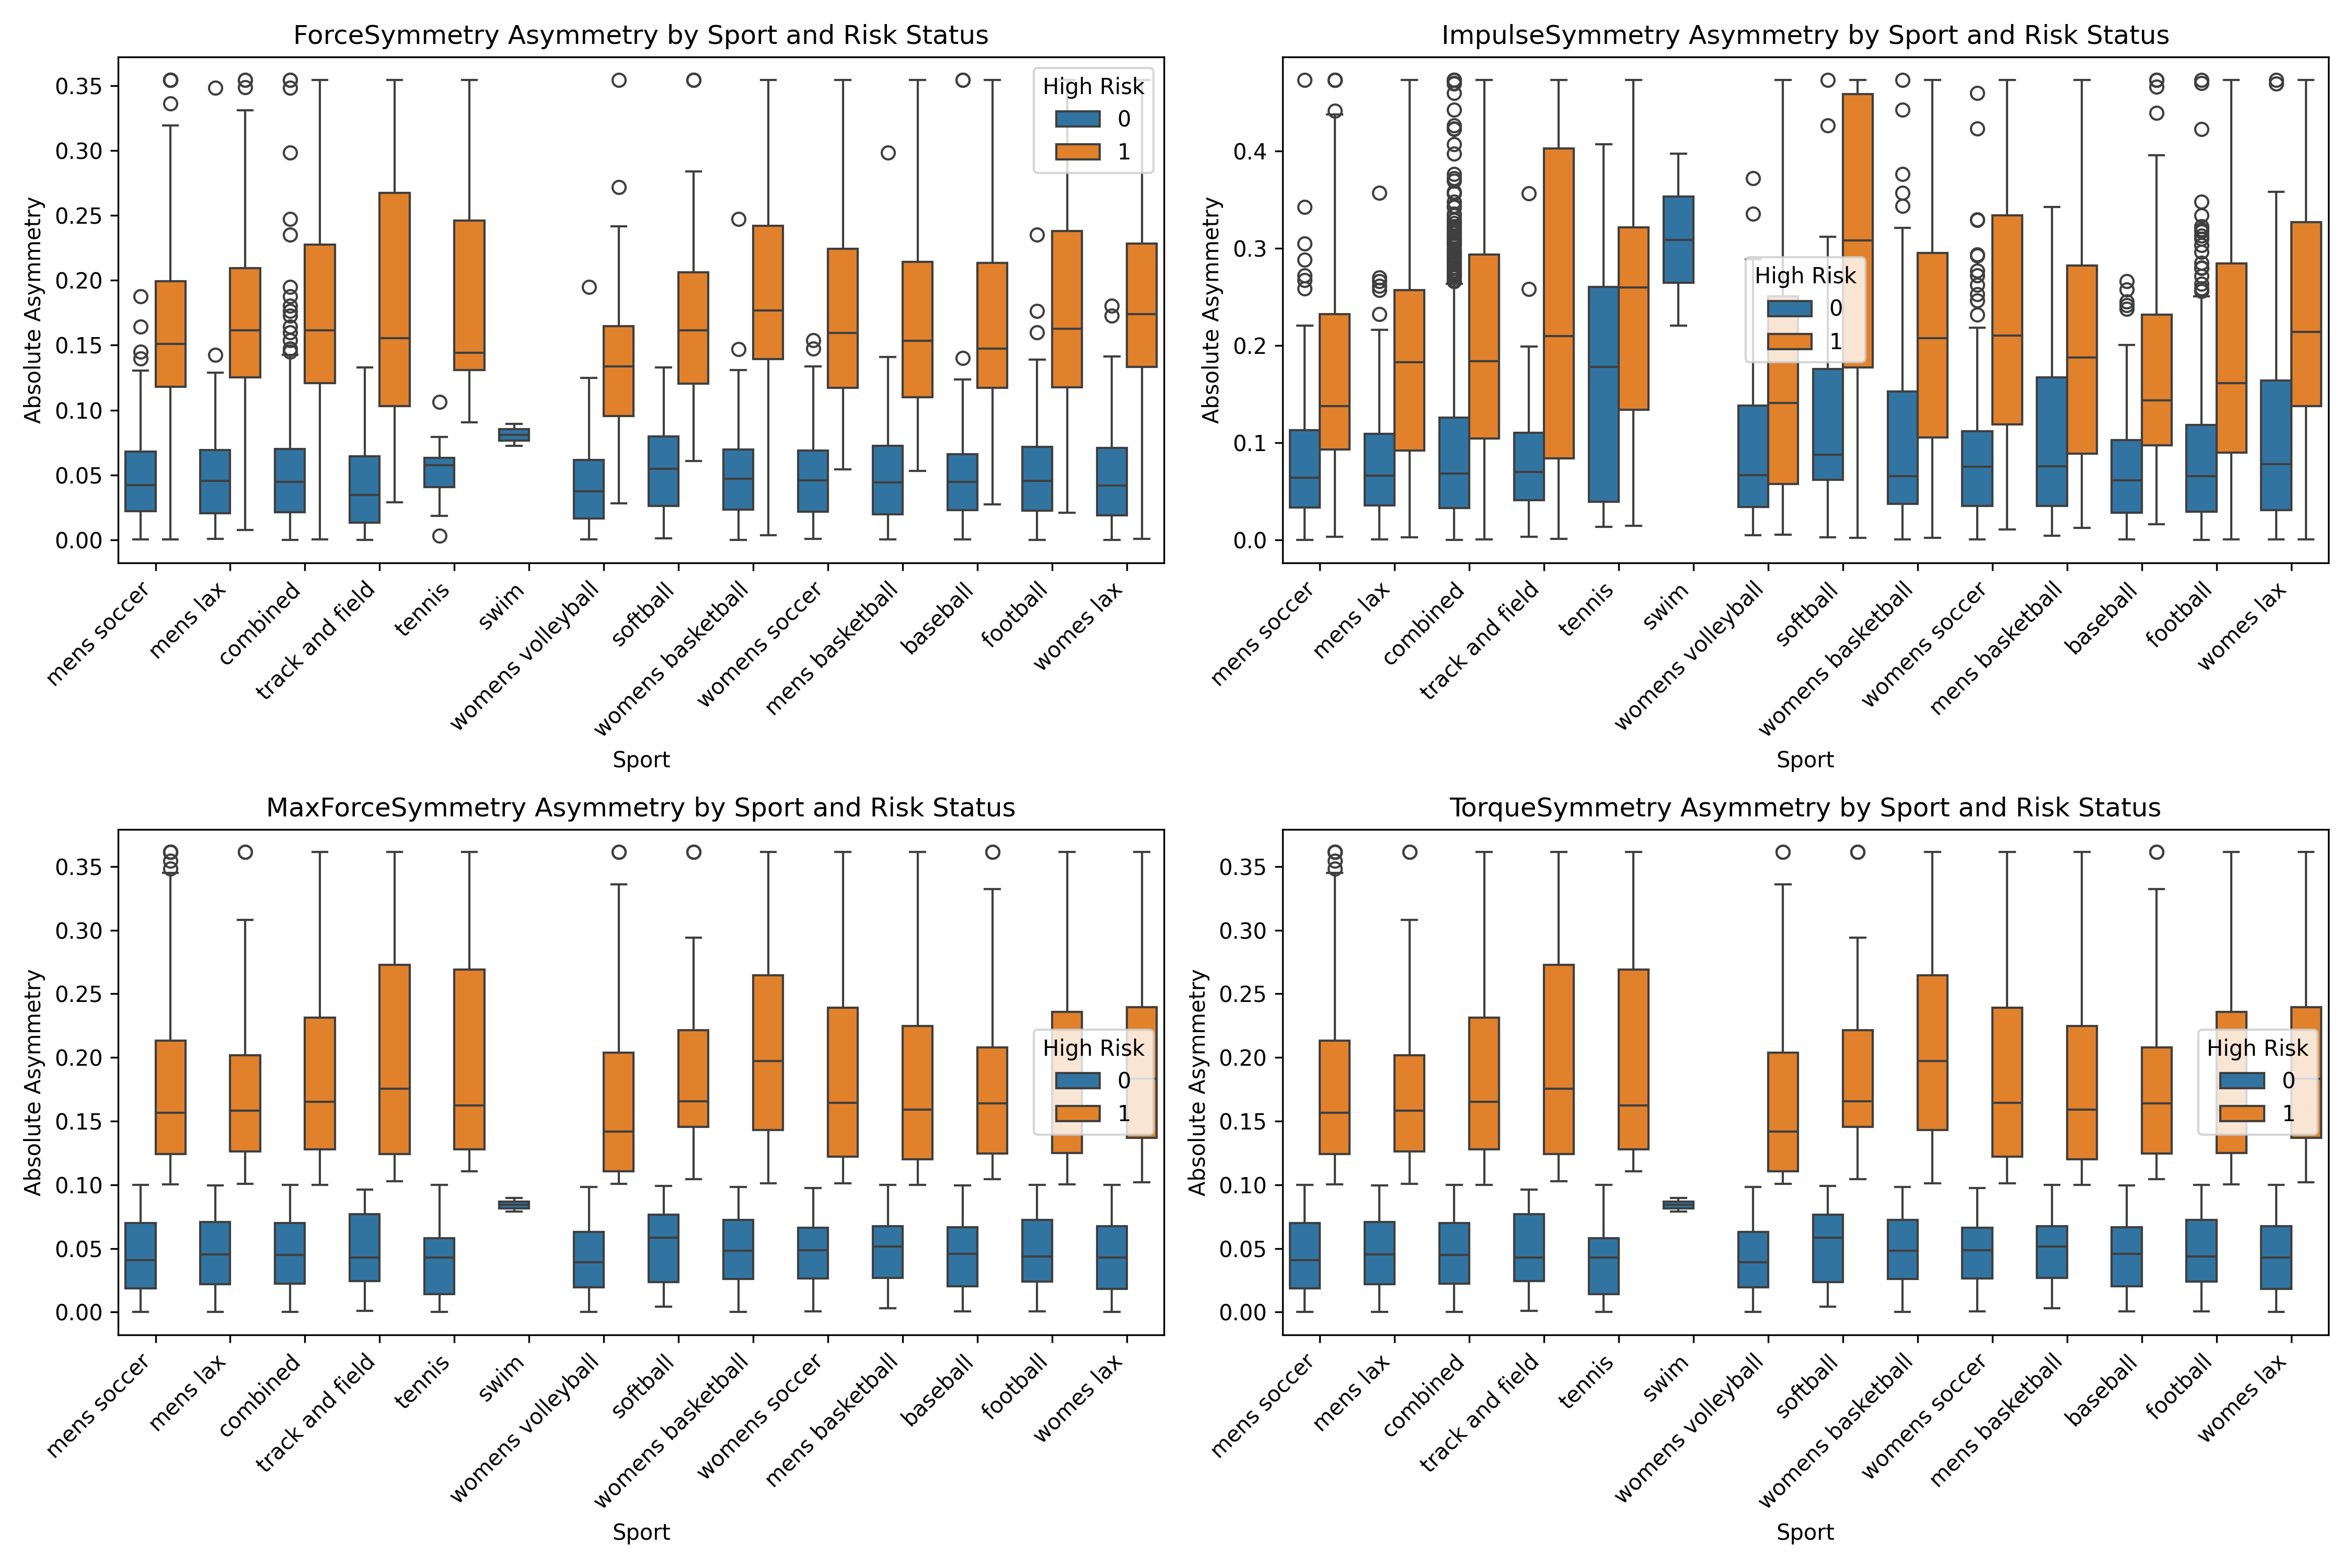 ForceSymmetry Asymmetry by Sport and Risk Status
Absolute Asymmetry
0.35
0.30
0.25
0.20
0.15
0.10
0.05
0.00
High Risk
0
1
mens soccer
mens lax
combined
track and field
tennis
swim
womens volleyball
softball
womens basketball
womens soccer
mens basketball
baseball
football
womes lax
Sport
ImpulseSymmetry Asymmetry by Sport and Risk Status
Absolute Asymmetry
0.4
0.3
0.2
0.1
0.0
High Risk
0
1
mens soccer
mens lax
combined
track and field
tennis
swim
womens volleyball
softball
womens basketball
womens soccer
mens basketball
baseball
football
womes lax
Sport
MaxForceSymmetry Asymmetry by Sport and Risk Status
Absolute Asymmetry
0.35
0.30
0.25
0.20
0.15
0.10
0.05
0.00
High Risk
0
1
mens soccer
mens lax
combined
track and field
tennis
swim
womens volleyball
softball
womens basketball
womens soccer
mens basketball
baseball
football
womes lax
Sport
TorqueSymmetry Asymmetry by Sport and Risk Status
Absolute Asymmetry
0.35
0.30
0.25
0.20
0.15
0.10
0.05
0.00
High Risk
0
1
mens soccer
mens lax
combined
track and field
tennis
swim
womens volleyball
softball
womens basketball
womens soccer
mens basketball
baseball
football
womes lax
Sport